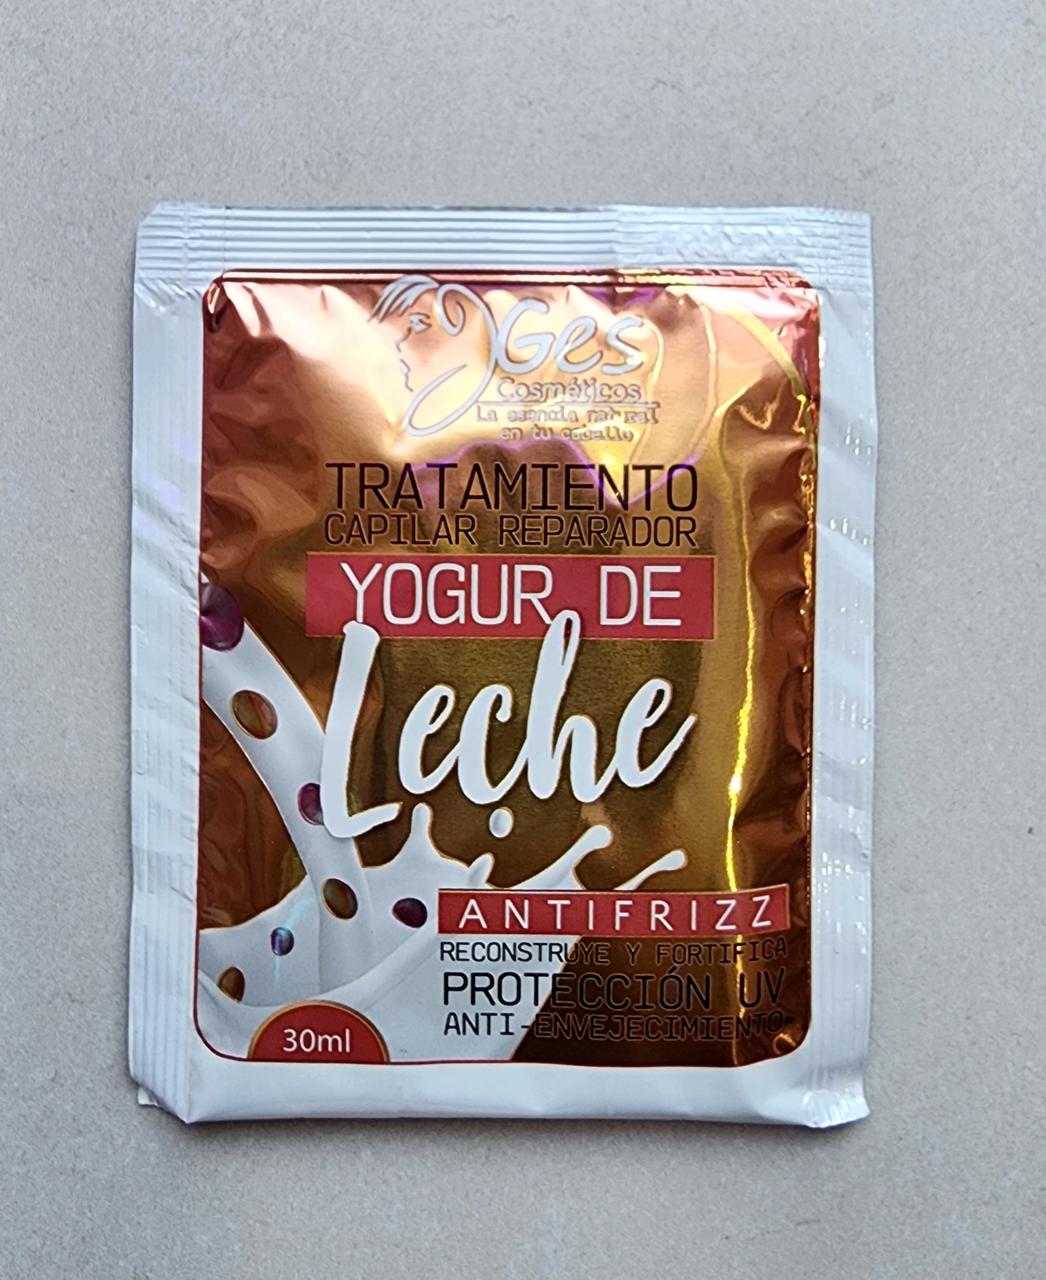 Ges
Cosméticos
La esencia natural
en tu cabello
TRATAMIENTO
CAPILAR REPARADOR
YOGUR DE
Leche
ANTIFRIZZ
RECONSTRUYE Y FORTIFICA
PROTECCIÓN UV
ANTI-ENVEJECIMIENTO
30ml